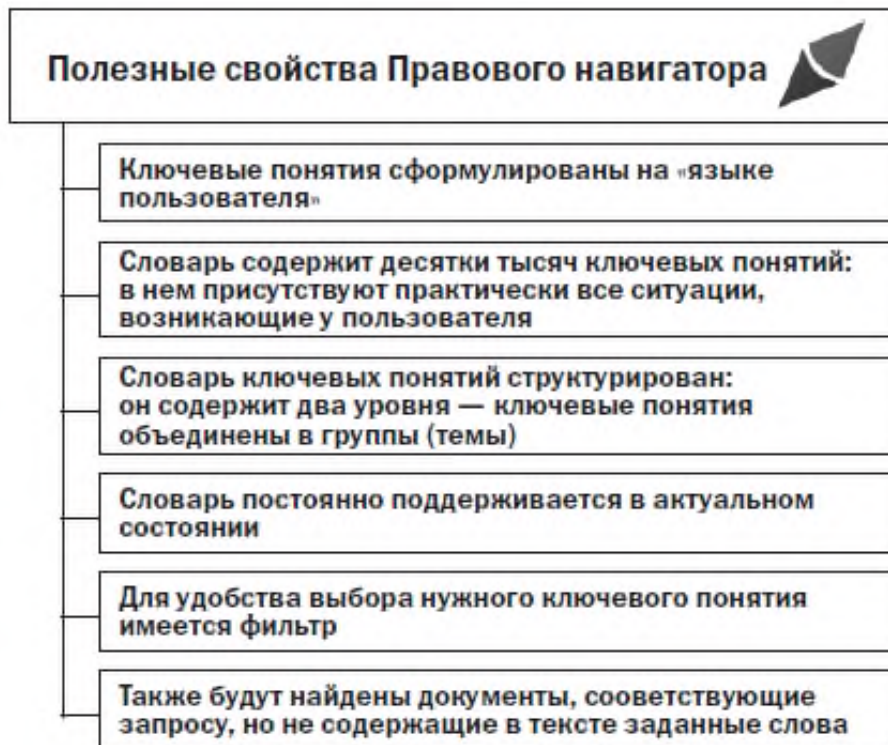 Полезные свойства Правового навигатора
Ключевые понятия сформулированы на «языке
пользователя»
Словарь содержит десятки тысяч ключевых понятий:
в нем присутствуют практически все ситуации,
возникающие у пользователя
Словарь ключевых понятий структурирован:
он содержит два уровня — ключевые понятия
объединены в группы (темы)
Словарь постоянно поддерживается в актуальном
состоянии
Для удобства выбора нужного ключевого понятия
имеется фильтр
Также будут найдены документы, сооветствующие
запросу, но не содержащие в тексте заданные слова